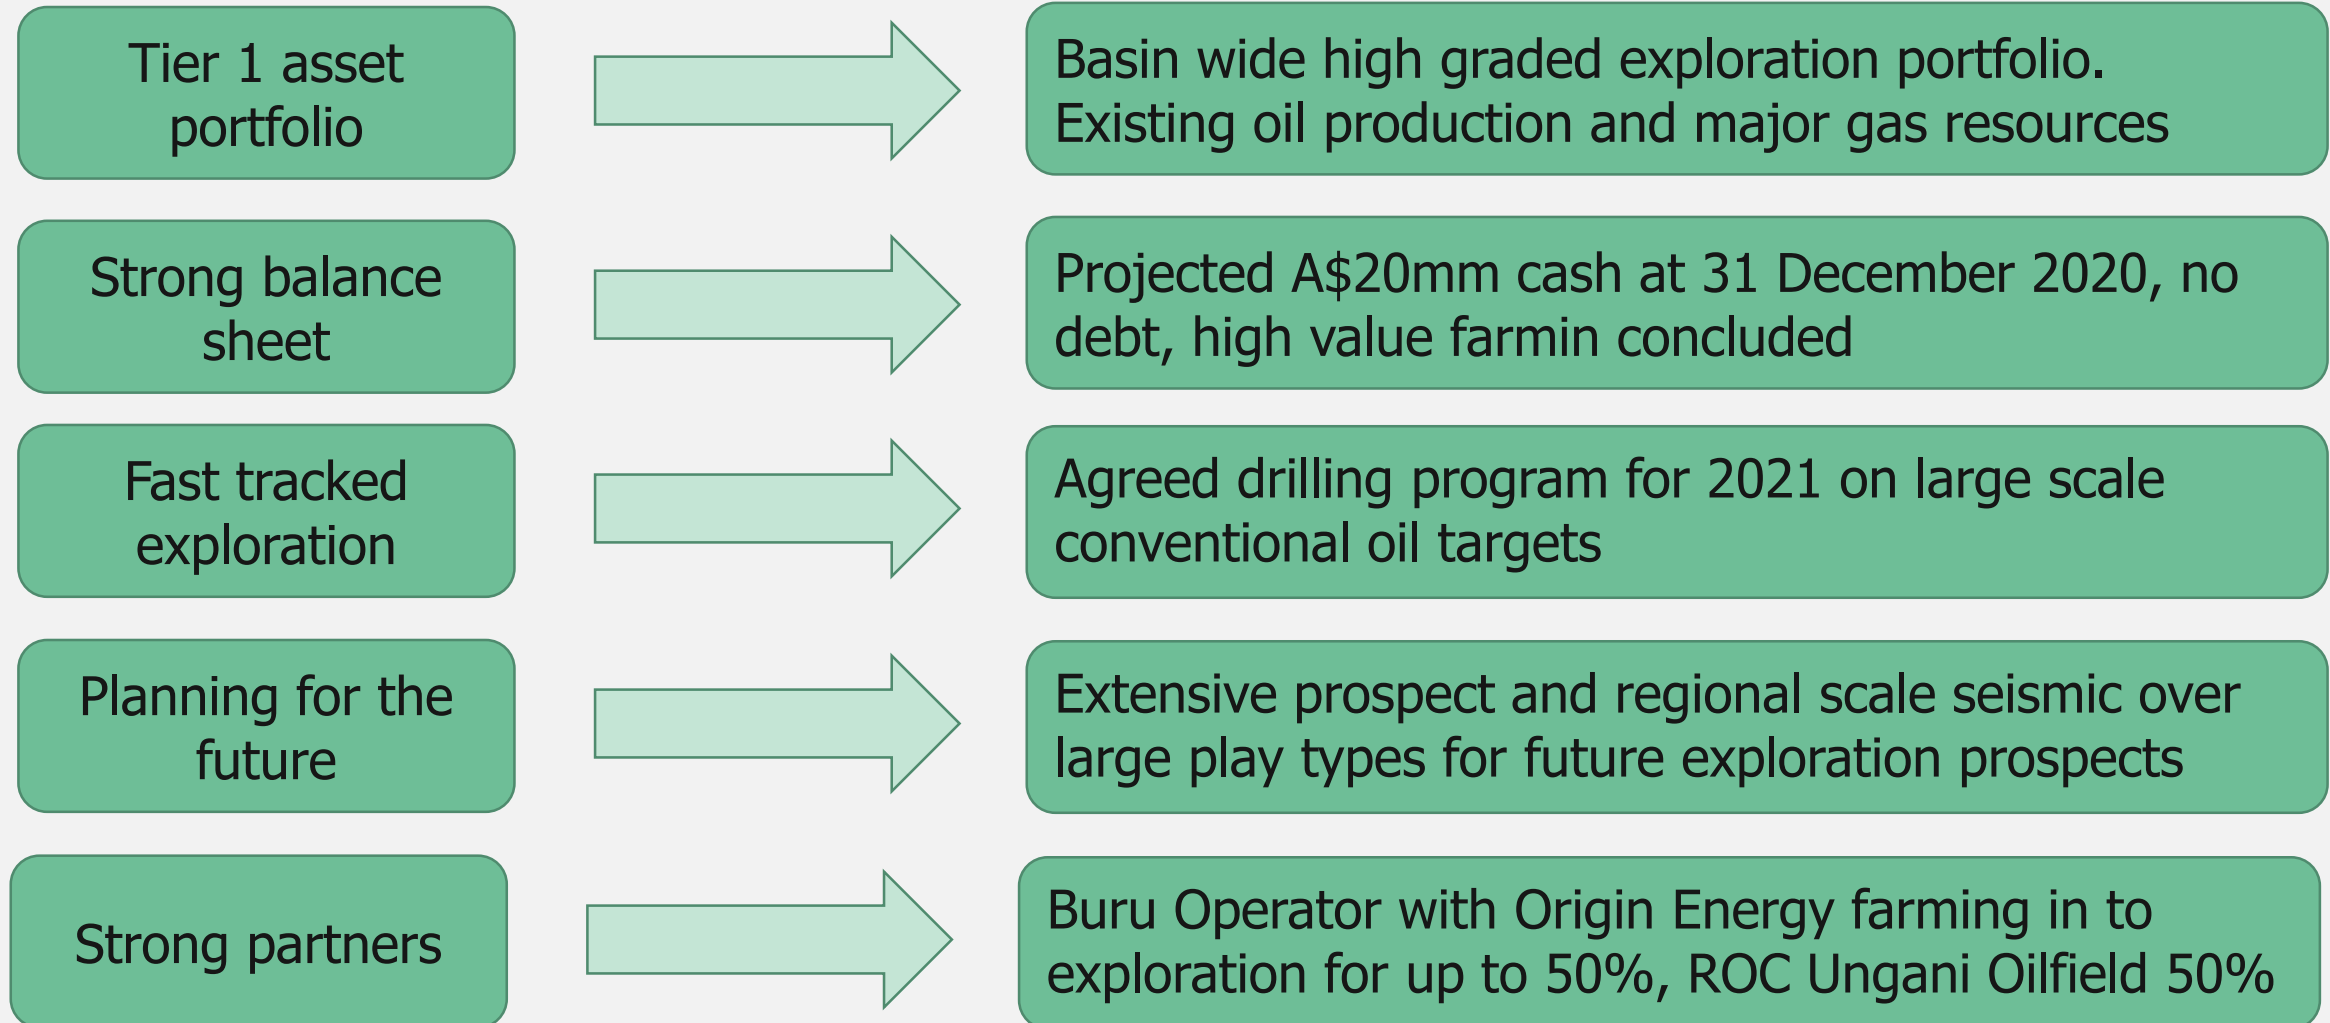 Tier 1 asset
portfolio
Basin wide high graded exploration portfolio.
Existing oil production and major gas resources
Strong balance
sheet
Projected A$20mm cash at 31 December 2020, no
debt, high value farmin concluded
Fast tracked
exploration
Agreed drilling program for 2021 on large scale
conventional oil targets
Planning for the
future
Extensive prospect and regional scale seismic over
large play types for future exploration prospects
Strong partners
Buru Operator with Origin Energy farming in to
exploration for up to 50%, ROC Ungani Oilfield 50%